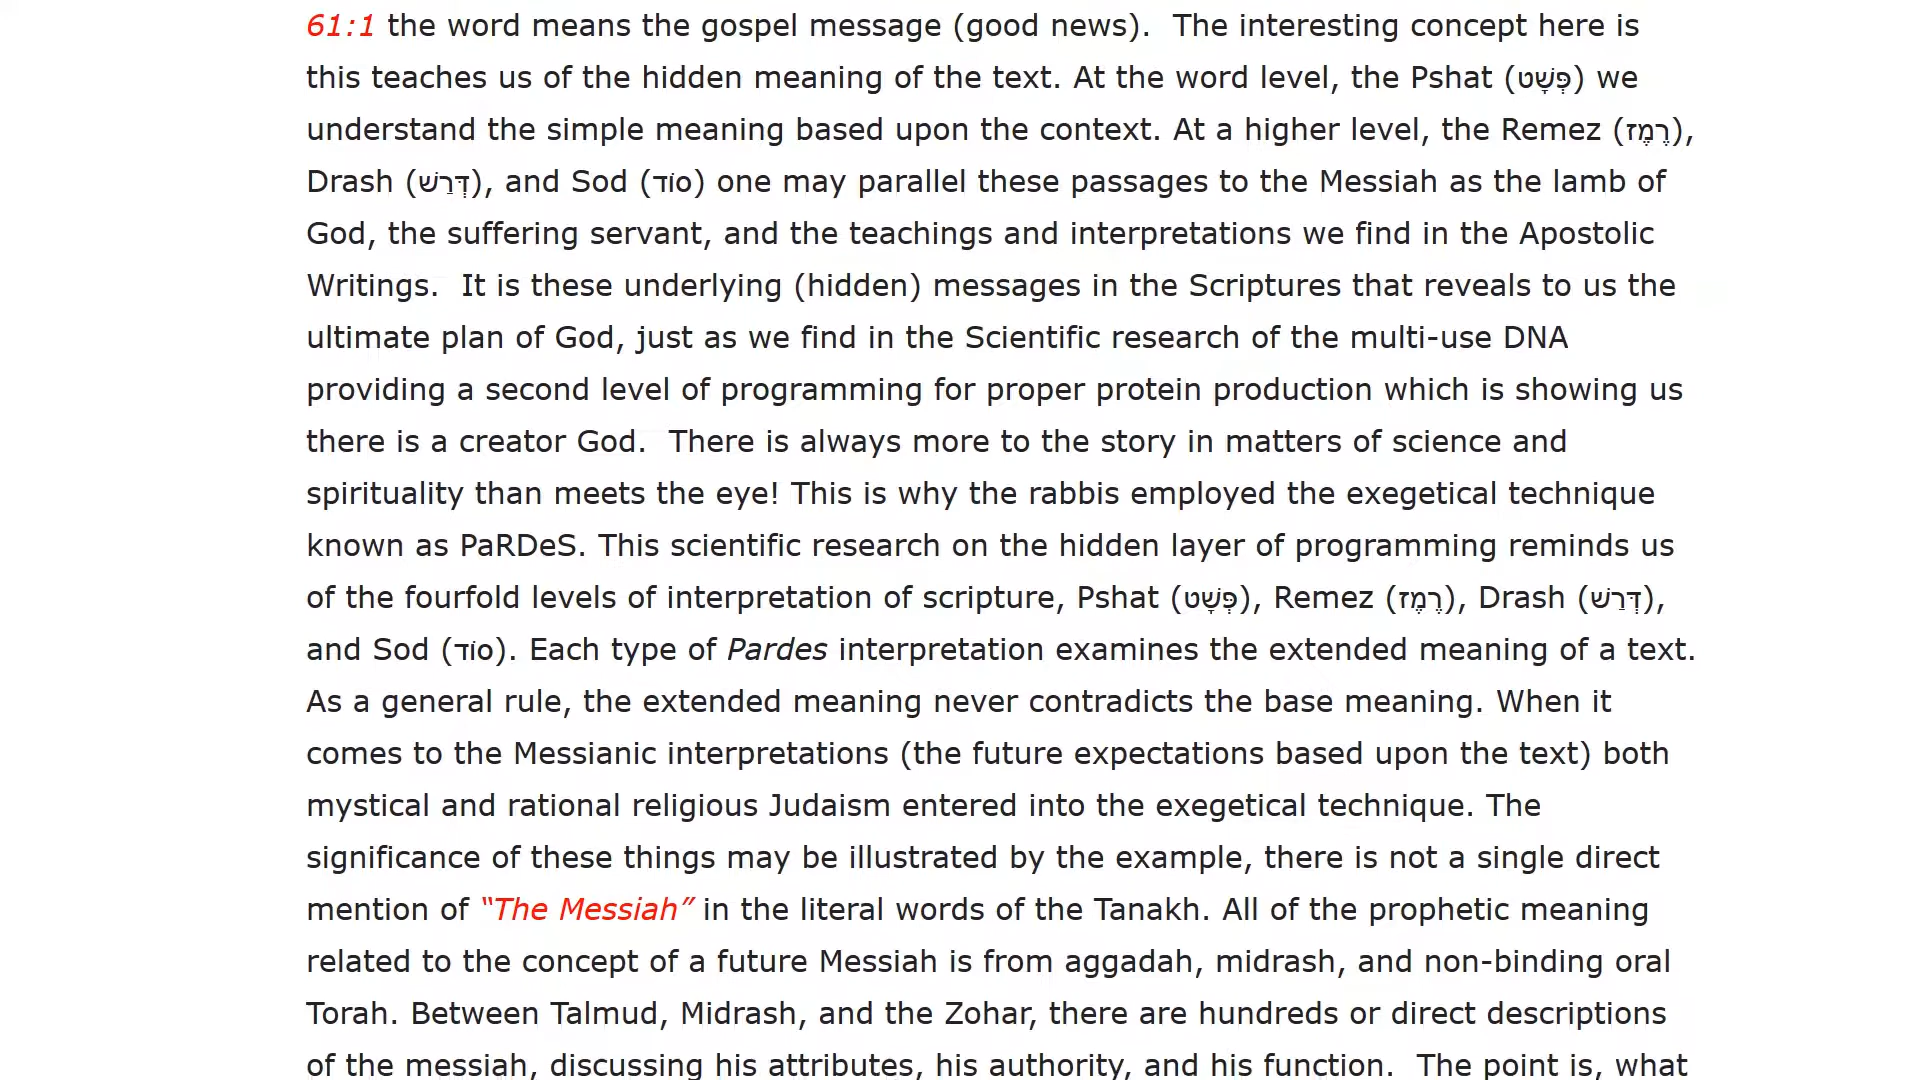 61:1 the word means the gospel message (good news).  The interesting concept here is
this teaches us of the hidden meaning of the text. At the word level, the Pshat (פְּשָׁט) we
understand the simple meaning based upon the context. At a higher level, the Remez (רֶמֶז),
Drash (דְּרַשׁ), and Sod (סוֹד) one may parallel these passages to the Messiah as the lamb of
God, the suffering servant, and the teachings and interpretations we find in the Apostolic
Writings.  It is these underlying (hidden) messages in the Scriptures that reveals to us the
ultimate plan of God, just as we find in the Scientific research of the multi-use DNA
providing a second level of programming for proper protein production which is showing us
there is a creator God.  There is always more to the story in matters of science and
spirituality than meets the eye! This is why the rabbis employed the exegetical technique
known as PaRDeS. This scientific research on the hidden layer of programming reminds us
of the fourfold levels of interpretation of scripture, Pshat (פְּשָׁט), Remez (רֶמֶז), Drash (דְּרַשׁ),
and Sod (סוֹד). Each type of Pardes interpretation examines the extended meaning of a text.
As a general rule, the extended meaning never contradicts the base meaning. When it
comes to the Messianic interpretations (the future expectations based upon the text) both
mystical and rational religious Judaism entered into the exegetical technique. The
significance of these things may be illustrated by the example, there is not a single direct
mention of “The Messiah” in the literal words of the Tanakh. All of the prophetic meaning
related to the concept of a future Messiah is from aggadah, midrash, and non-binding oral
Torah. Between Talmud, Midrash, and the Zohar, there are hundreds or direct descriptions
of the messiah, discussing his attributes, his authority, and his function.  The point is, what